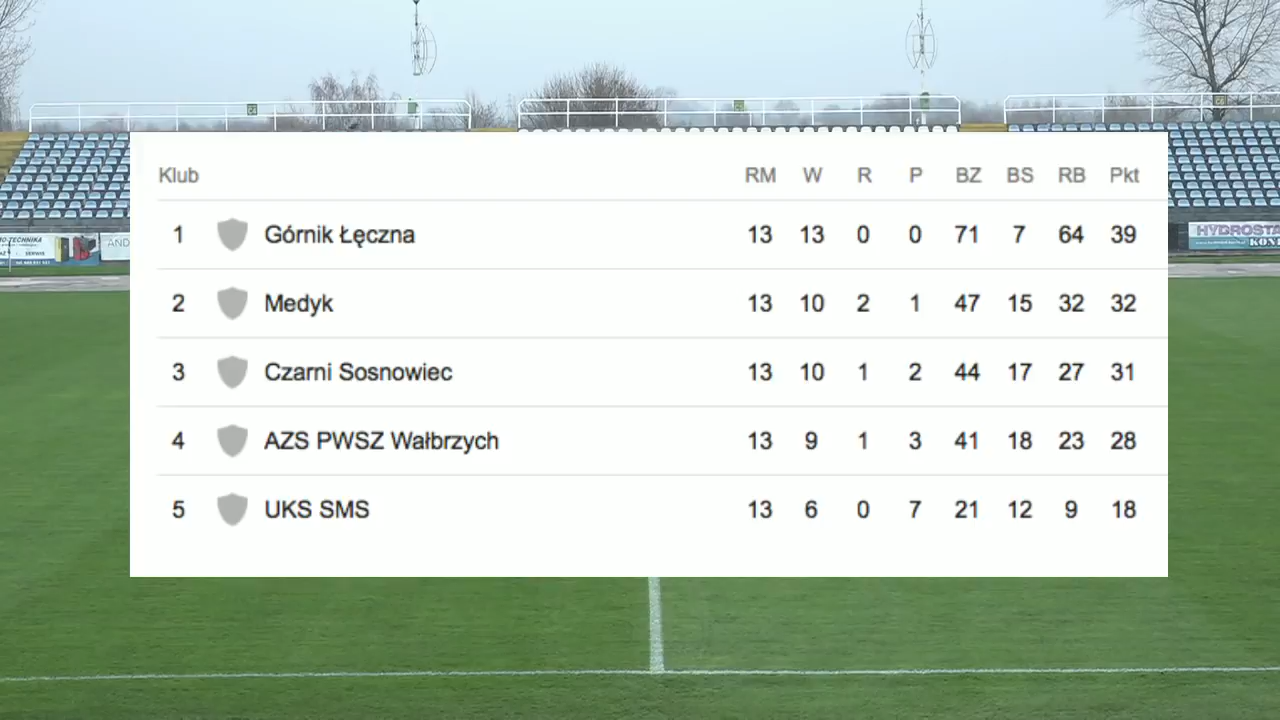 Klub RM W R P BZ BS RB Pkt
1 Górnik Łęczna 13 13 0 0 71 7 64 39
2 Medyk 13 10 2 1 47 15 32 32
3 Czarni Sosnowiec 13 10 1 2 44 17 27 31
4 AZS PWSZ Wałbrzych 13 9 1 3 41 18 23 28
5 UKS SMS 13 6 0 7 21 12 9 18
HYDROSTA